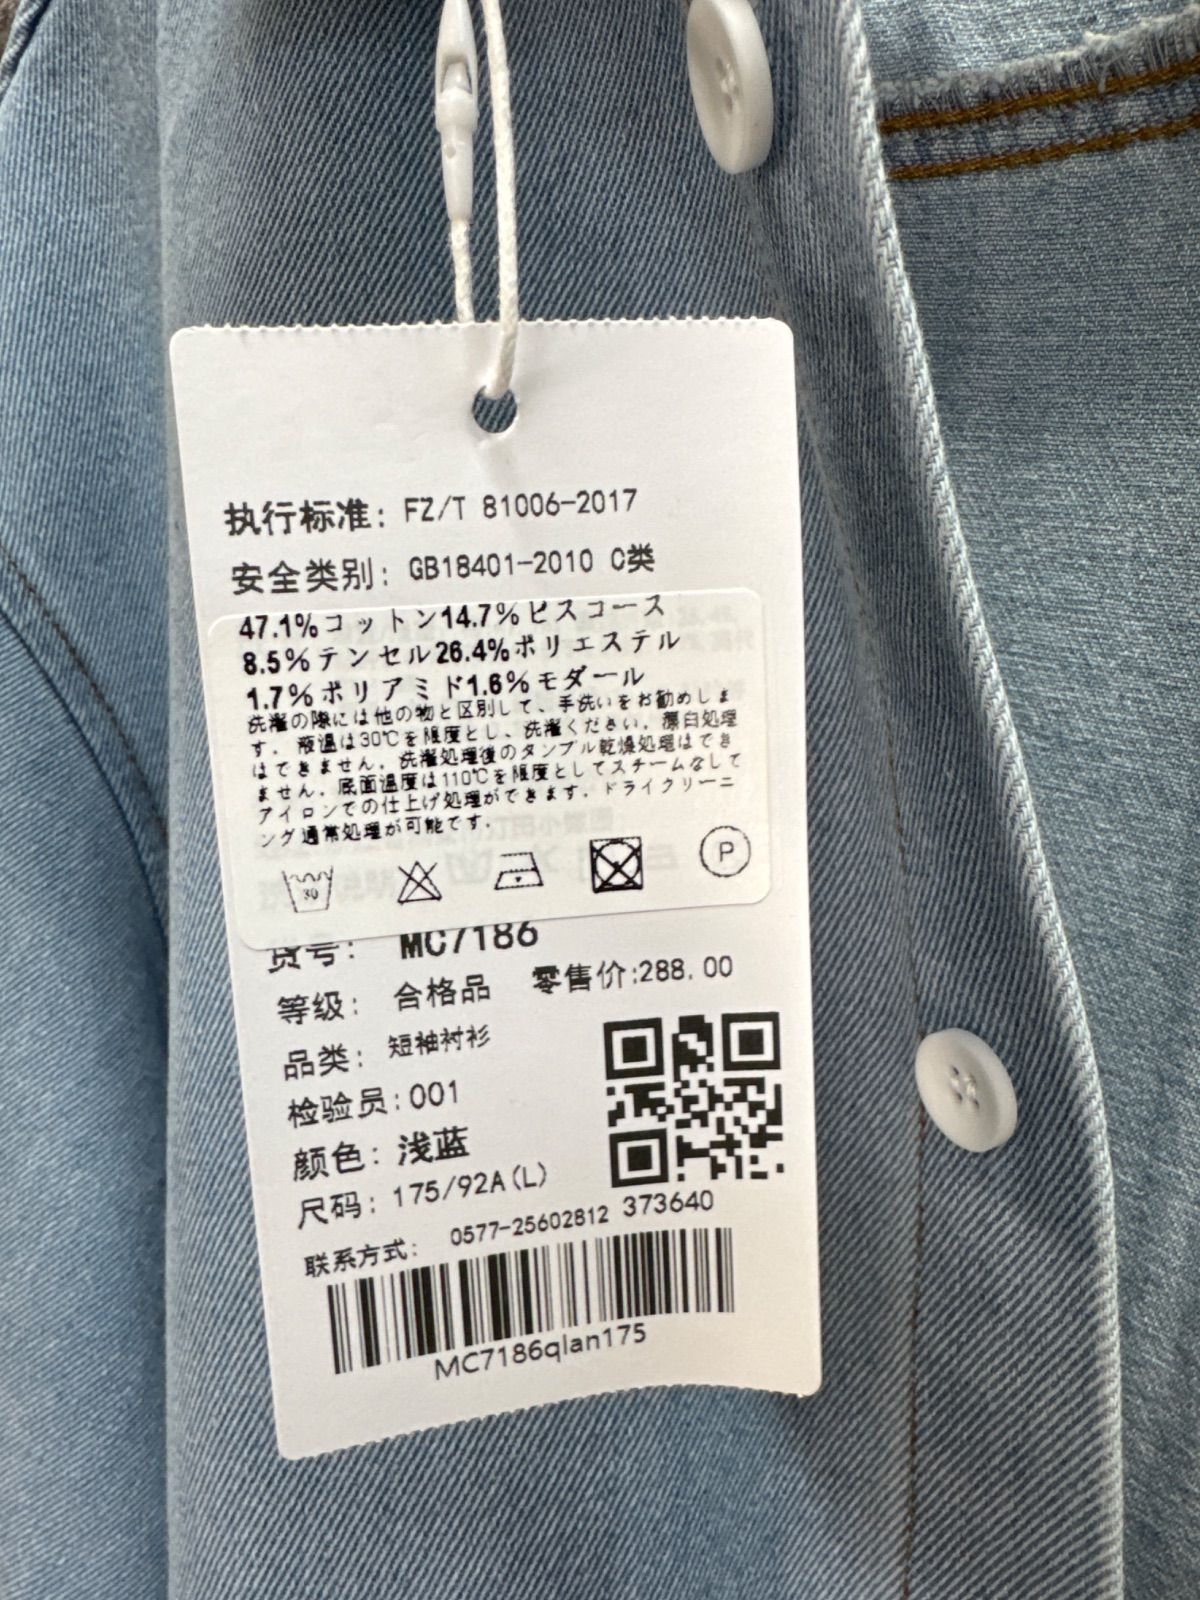 执行标准: FZ/T 81006-2017
安全类别: GB18401-2010 C类
47.1%コットン14.7%ビスコース
8.5%テンセル26.4%ポリエステル
1.7%ポリアミド1.6%モダール
洗濯の際には他の物と区別して、手洗いをお勧めしま
す. 液温は30℃を限度とし、洗濯ください. 漂白処理
はできません. 洗濯処理後のタンブル乾燥処理はでき
ません. 底面温度は110℃を限度としてスチームなしで
アイロンでの仕上げ処理ができます. ドライクリーニ
ング通常処理が可能です.
30 P
货号: MC7186
等级: 合格品 零售价:288.00
品类: 短袖衬衫
检验员:001
颜色: 浅蓝
尺码: 175/92A(L)
联系方式: 0577-25602812 373640
MC7186qlan175